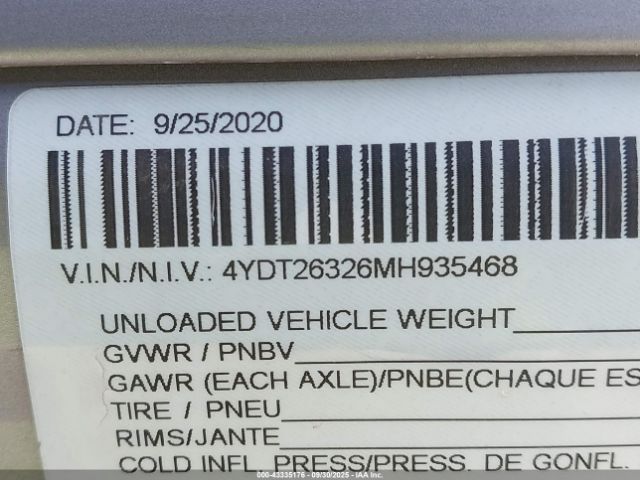 DATE: 9/25/2020
V.I.N./N.I.V.: 4YDT26326MH935468
UNLOADED VEHICLE WEIGHT
GVWR / PNBV
GAWR (EACH AXLE)/PNBE(CHAQUE ES
TIRE / PNEU
RIMS/JANTE
COLD INFL. PRESS/PRESS. DE GONFL.
000-43335176 - 09/30/2025 - © IAA Inc.